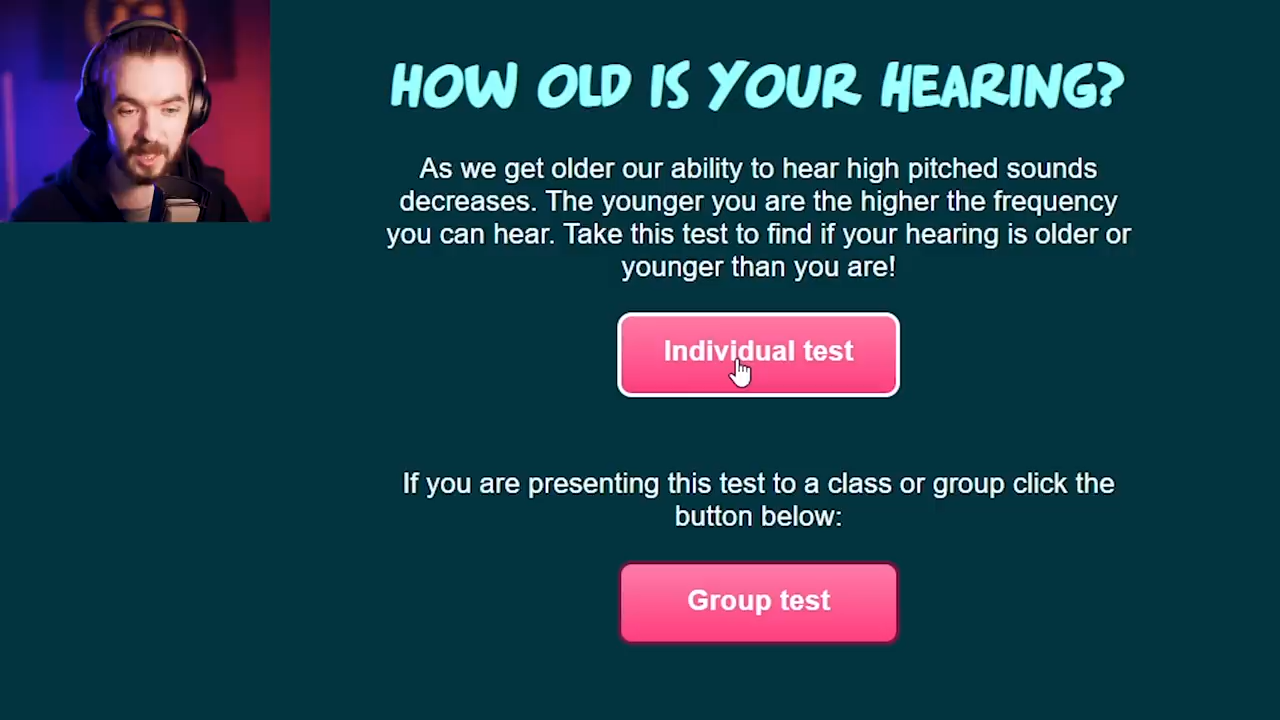 HOW OLD IS YOUR HEARING?
As we get older our ability to hear high pitched sounds
decreases. The younger you are the higher the frequency
you can hear. Take this test to find if your hearing is older or
younger than you are!
Individual test
If you are presenting this test to a class or group click the
button below:
Group test